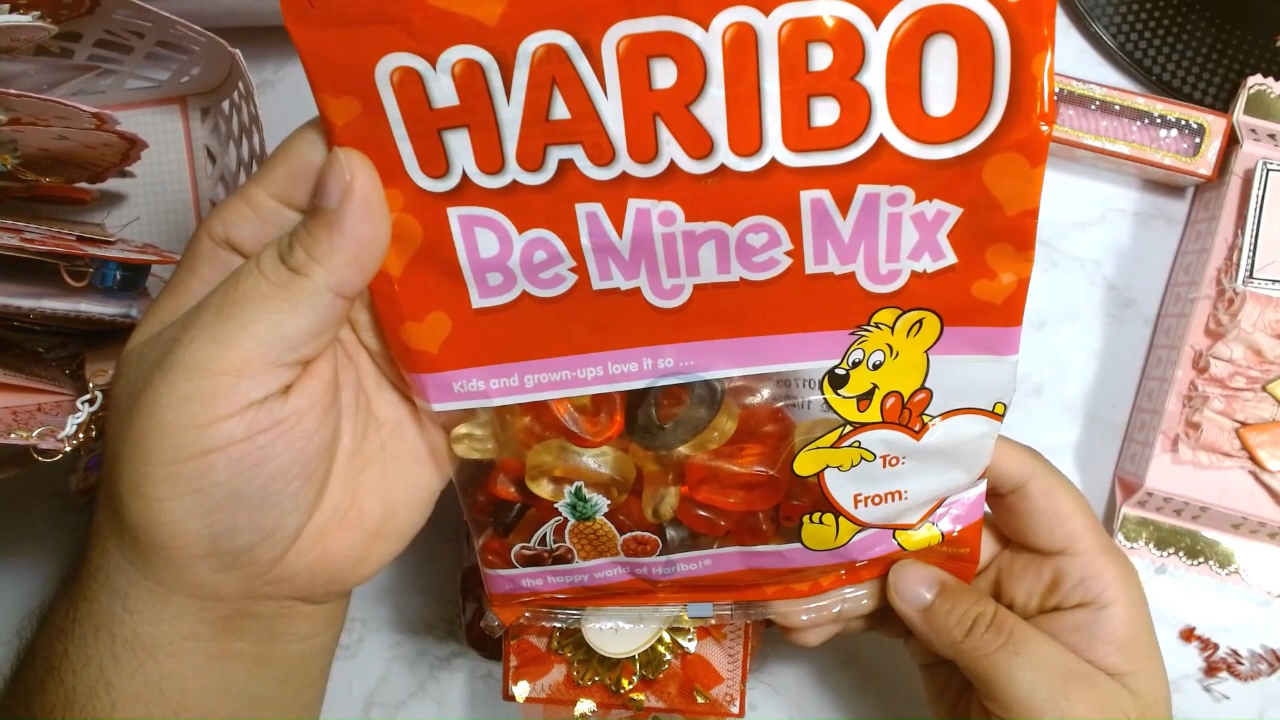 HARIBO
Be Mine Mix
Kids and grown-ups love it so ...
To:
From:
the happy world of Haribo!®